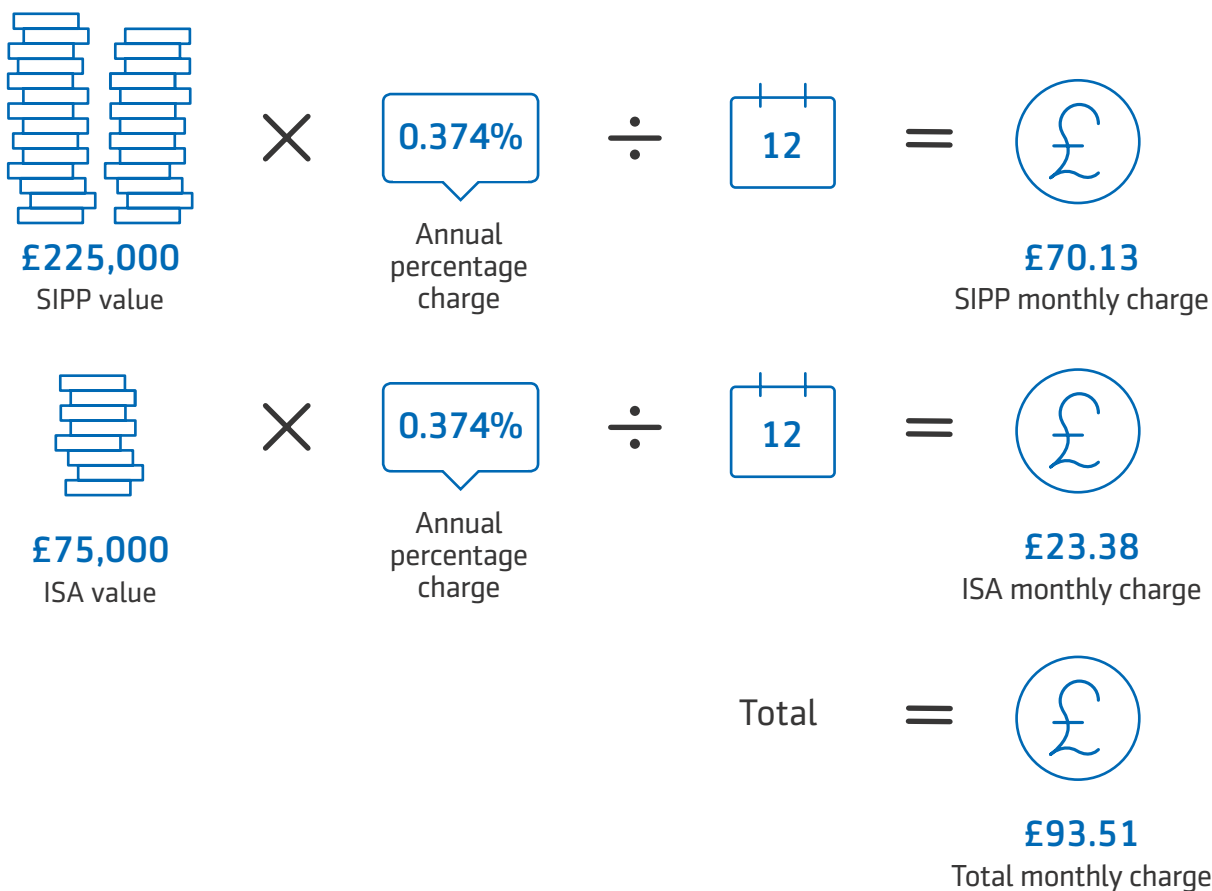 × 0.374% ÷ 12 = £
£225,000
SIPP value
Annual
percentage
charge
£70.13
SIPP monthly charge
× 0.374% ÷ 12 = £
£75,000
ISA value
Annual
percentage
charge
£23.38
ISA monthly charge
Total = £
£93.51
Total monthly charge